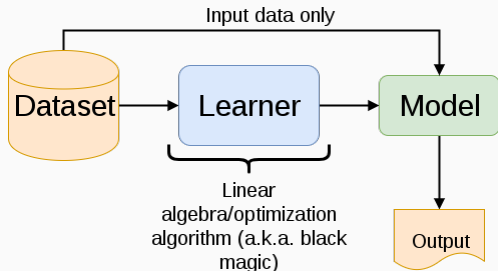 Input data only
Dataset
Learner
Model
Linear
algebra/optimization
algorithm (a.k.a. black
magic)
Output